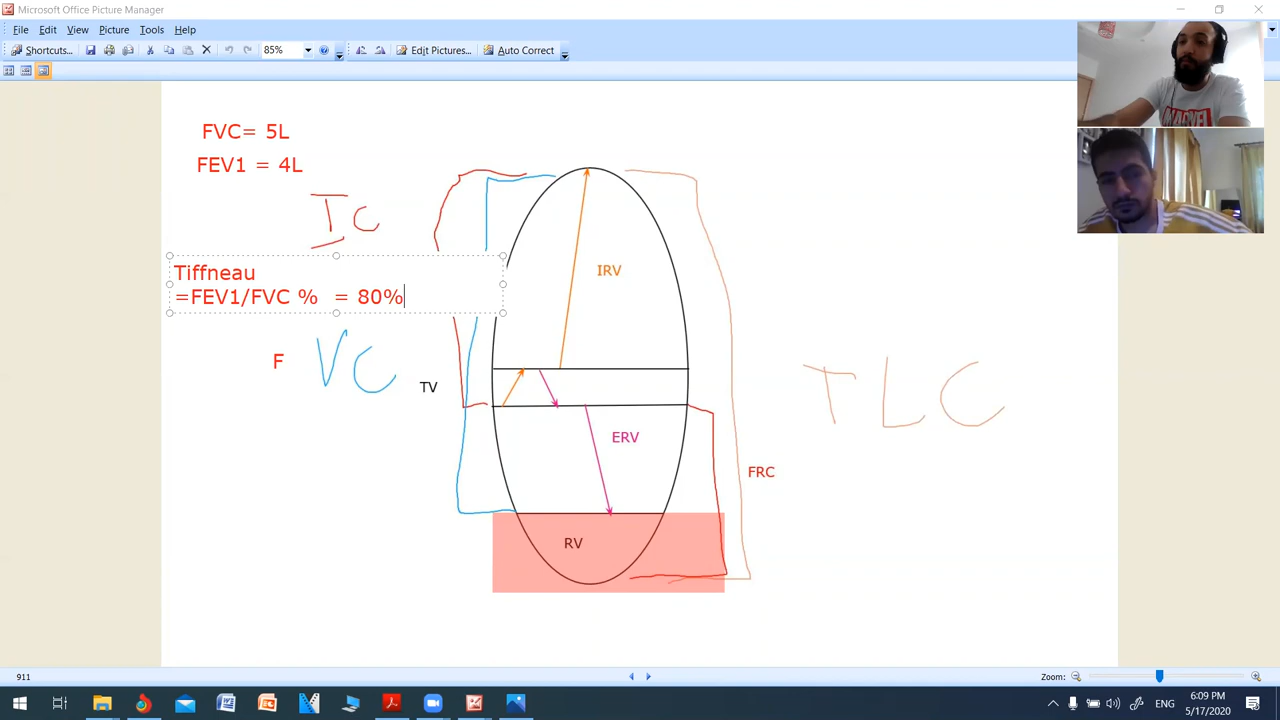 Microsoft Office Picture Manager
File Edit View Picture Tools Help
Shortcuts... 85% Edit Pictures... Auto Correct
FVC= 5L
FEV1 = 4L
IC
Tiffneau
=FEV1/FVC % = 80%
F
VC
TV
IRV
ERV
RV
FRC
TLC
MARVEL
911
Zoom:
ENG
6:09 PM
5/17/2020